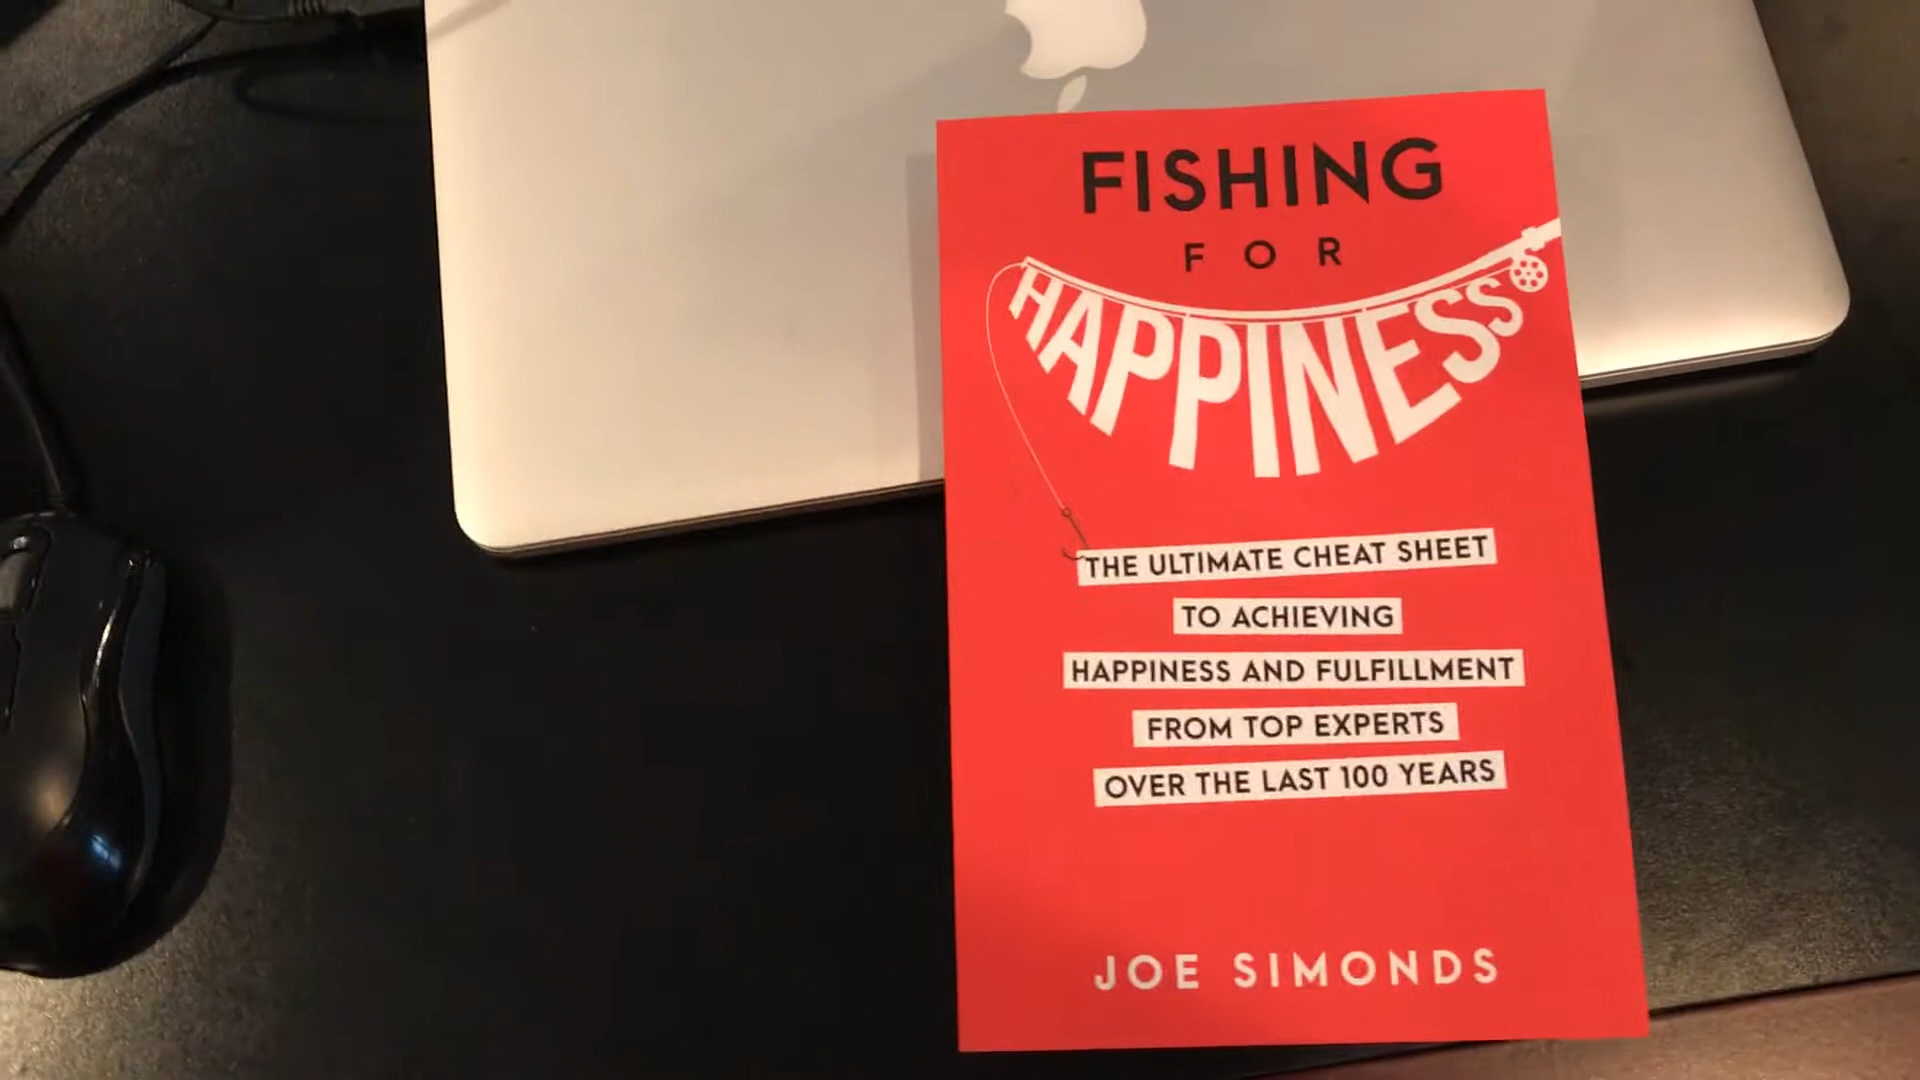 FISHING
FOR
HAPPINESS
THE ULTIMATE CHEAT SHEET
TO ACHIEVING
HAPPINESS AND FULFILLMENT
FROM TOP EXPERTS
OVER THE LAST 100 YEARS
JOE SIMONDS